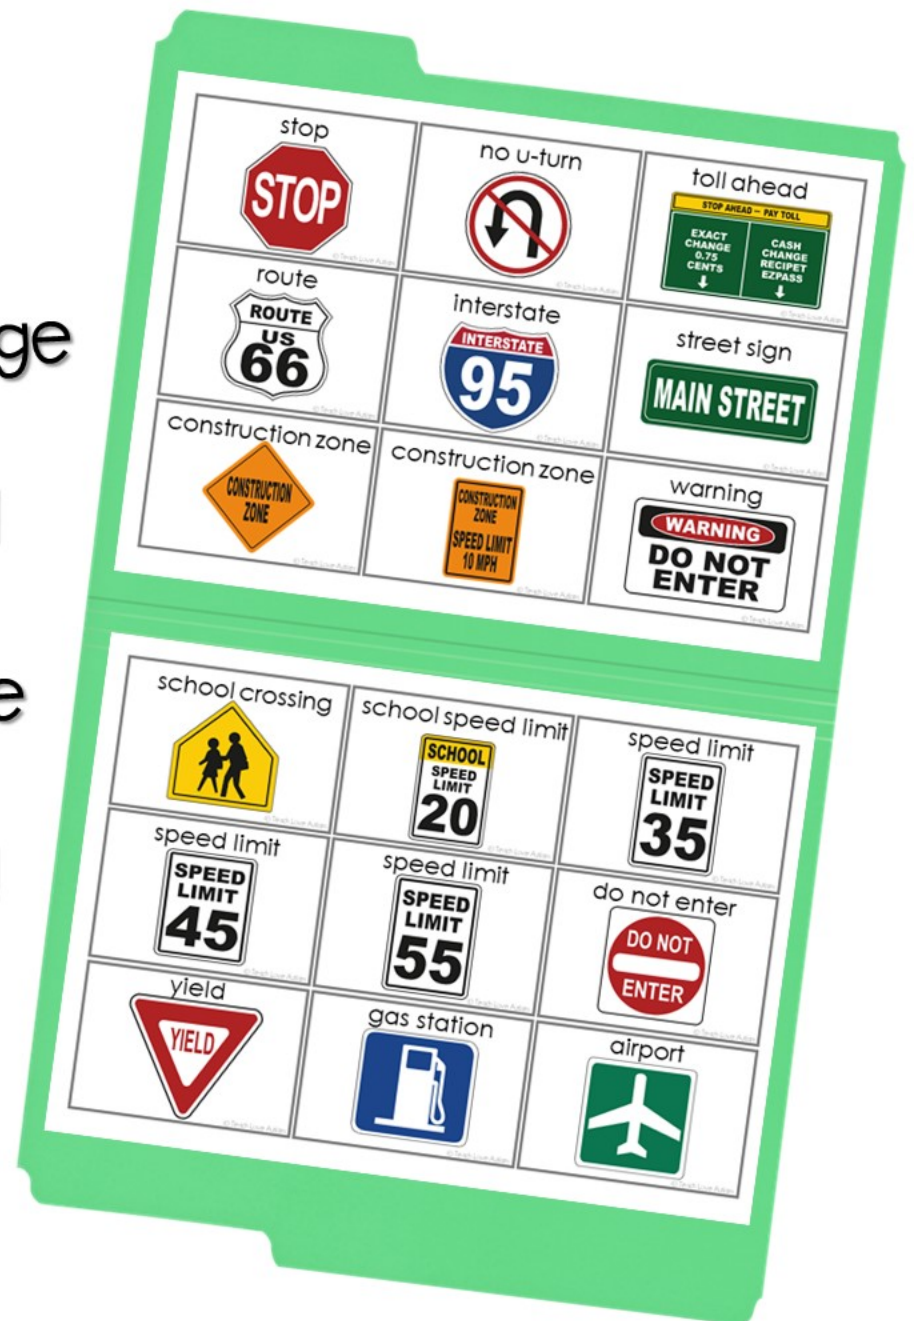 ge
e
stop
STOP
no u-turn
toll ahead
STOP AHEAD — PAY TOLL
EXACT
CHANGE
0.75
CENTS
CASH
CHANGE
RECIPET
EZPASS
route
ROUTE
US
66
interstate
INTERSTATE
95
street sign
MAIN STREET
construction zone
CONSTRUCTION
ZONE
construction zone
CONSTRUCTION
ZONE
SPEED LIMIT
10 MPH
warning
WARNING
DO NOT
ENTER
school crossing
school speed limit
SCHOOL
SPEED
LIMIT
20
speed limit
SPEED
LIMIT
35
speed limit
SPEED
LIMIT
45
speed limit
SPEED
LIMIT
55
do not enter
DO NOT
ENTER
yield
YIELD
gas station
airport